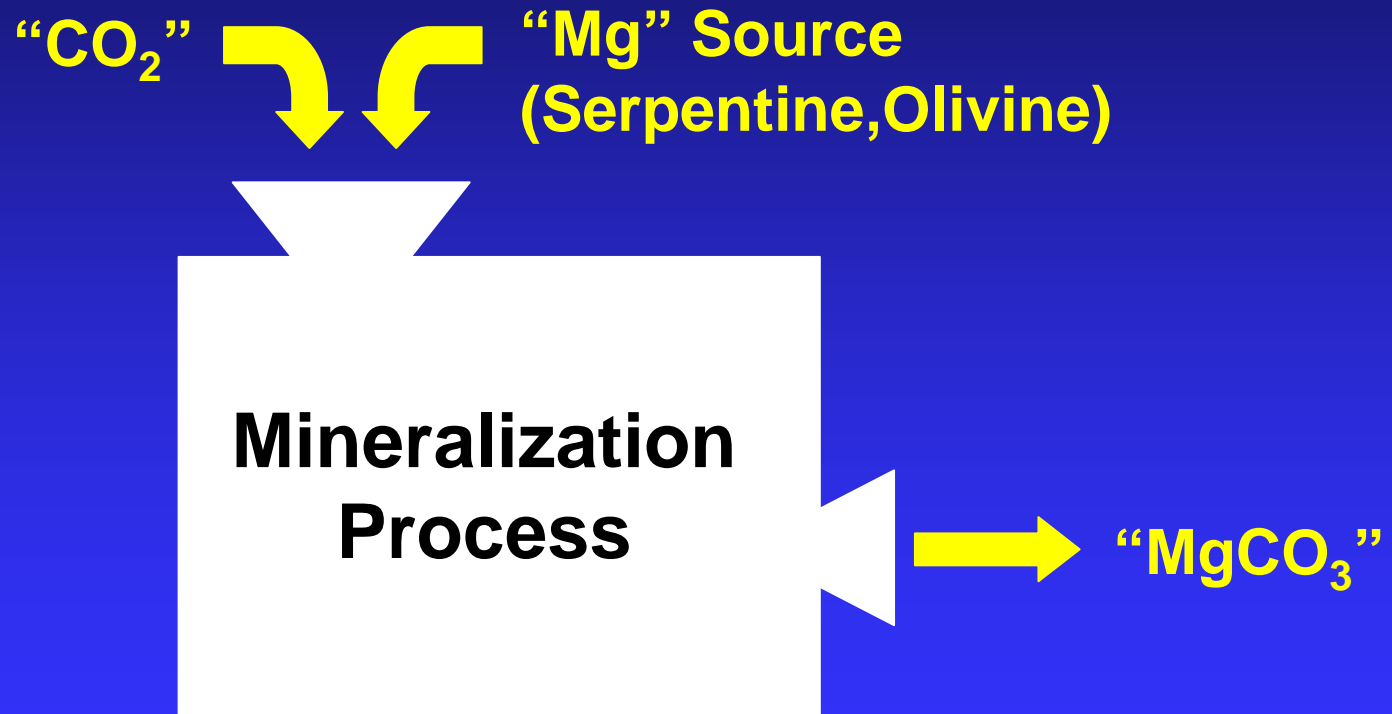 “CO₂”
“Mg” Source
(Serpentine,Olivine)
Mineralization
Process
“MgCO₃”